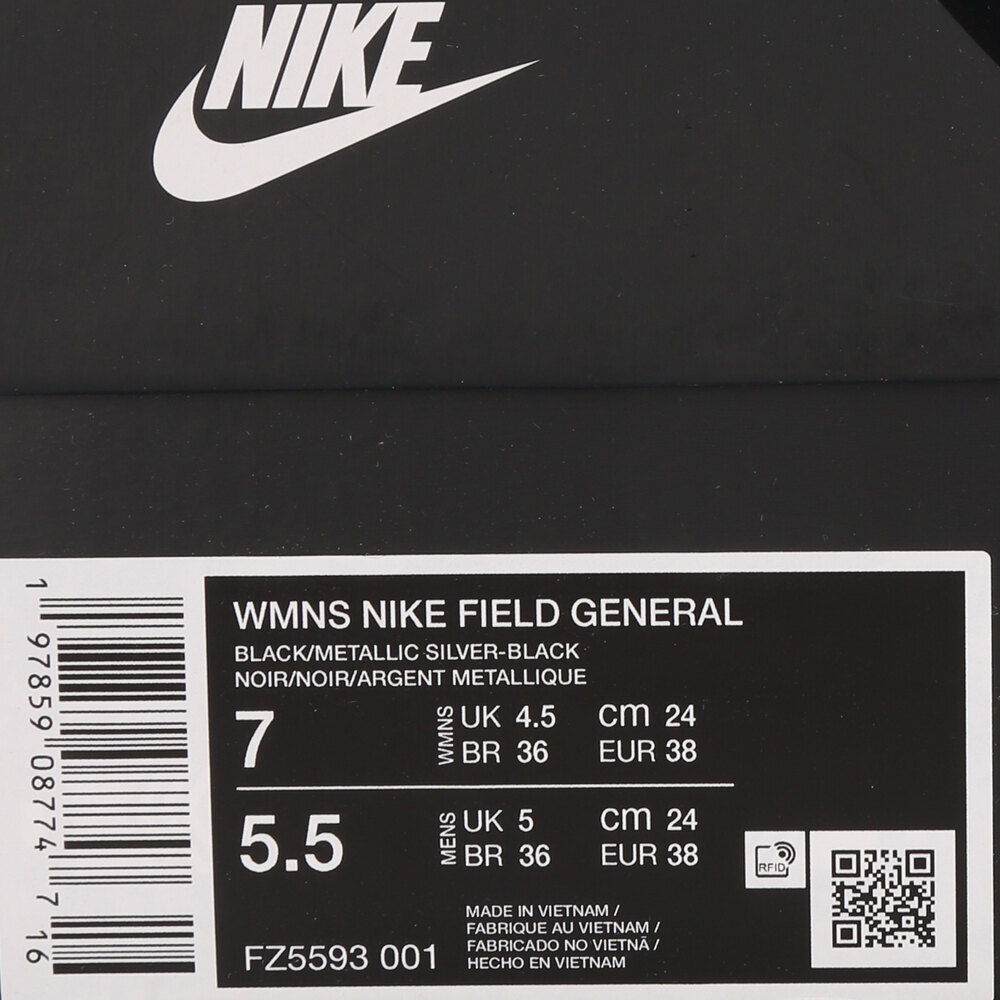 NIKE
WMNS NIKE FIELD GENERAL
BLACK/METALLIC SILVER-BLACK
NOIR/NOIR/ARGENT METALLIQUE
7 WMNS UK 4.5 cm 24
BR 36 EUR 38
5.5 MENS UK 5 cm 24
BR 36 EUR 38
RFID
MADE IN VIETNAM /
FABRIQUE AU VIETNAM /
FABRICADO NO VIETNÃ /
HECHO EN VIETNAM
FZ5593 001
1 97859 08774 7 16